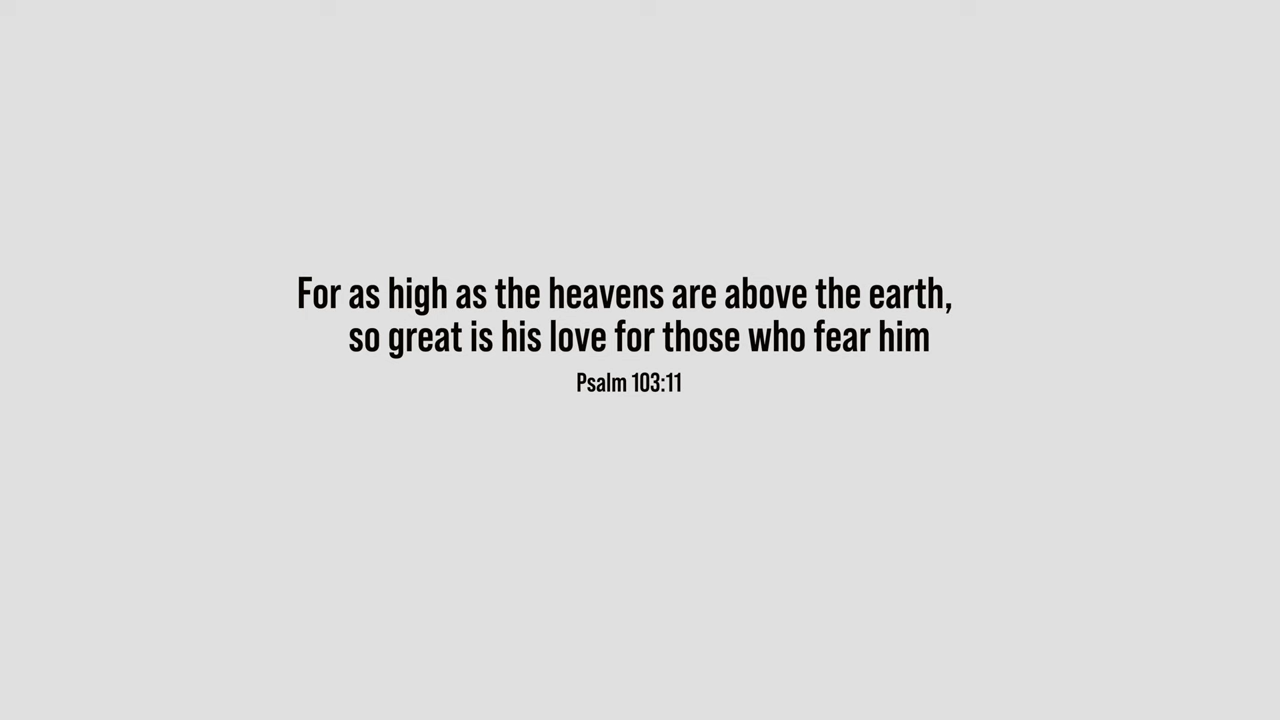 For as high as the heavens are above the earth,
so great is his love for those who fear him
Psalm 103:11